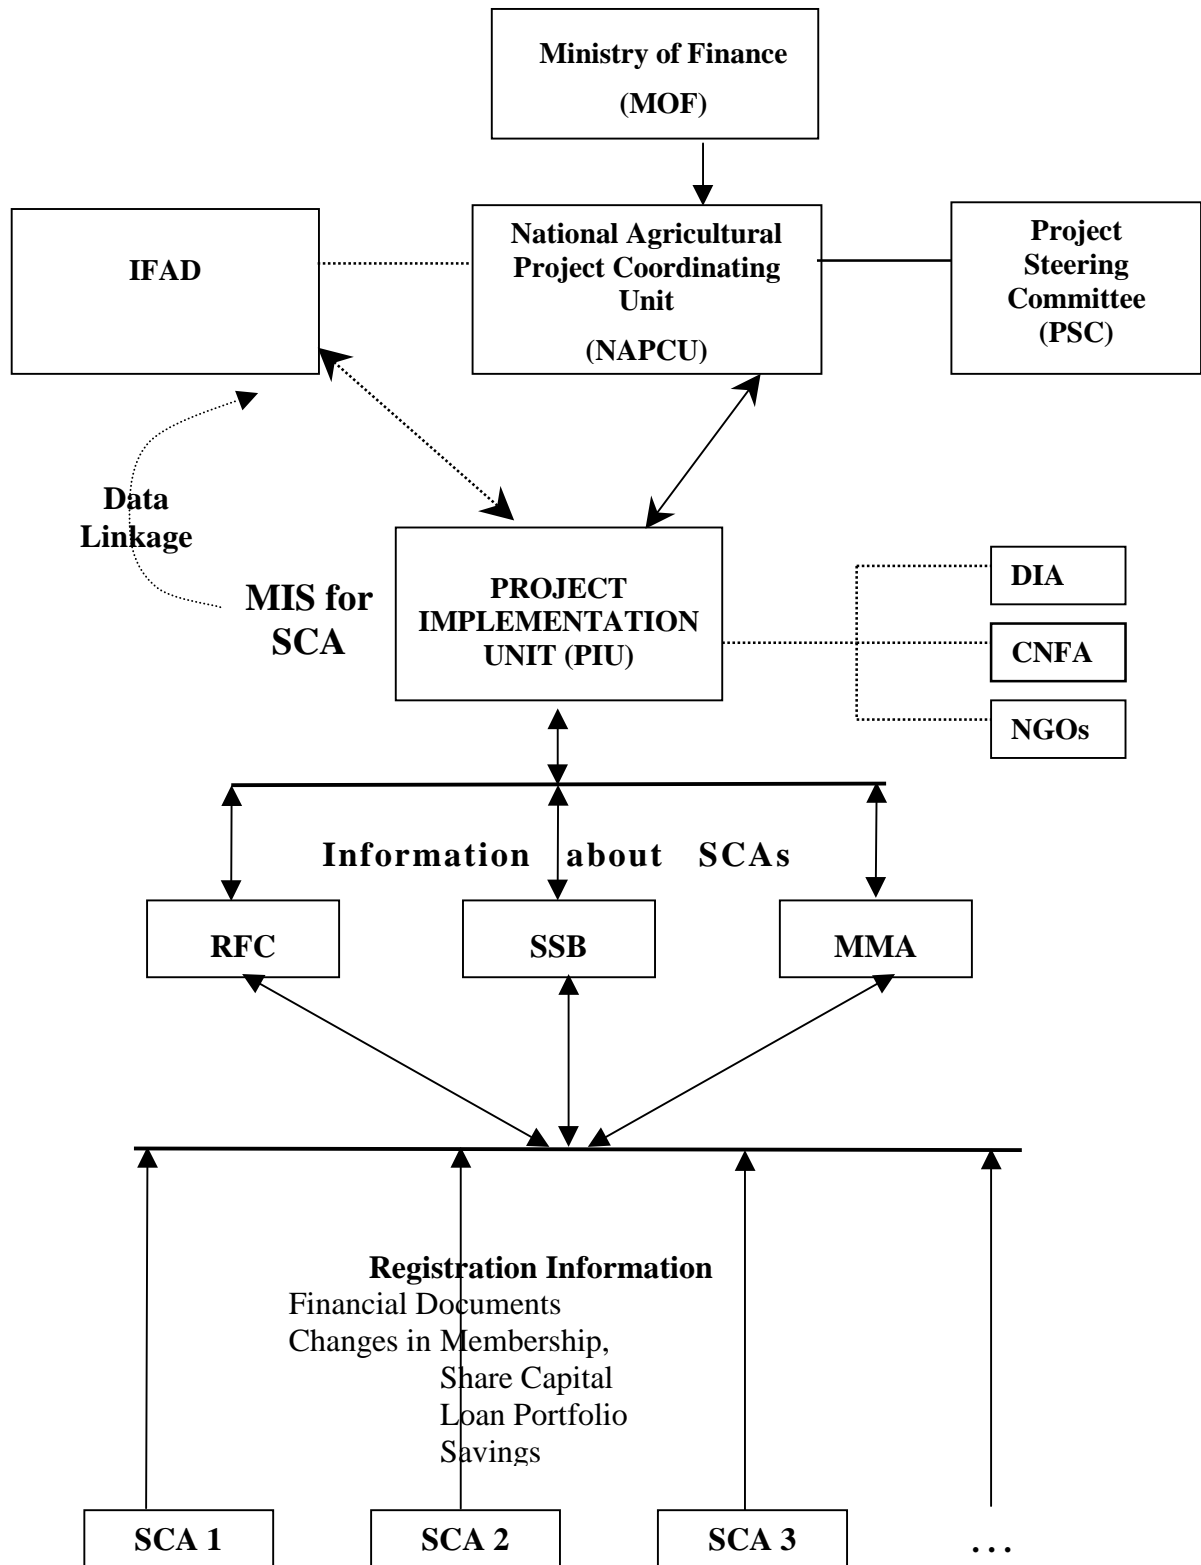 Ministry of Finance
(MOF)
IFAD
National Agricultural
Project Coordinating
Unit
(NAPCU)
Project
Steering
Committee
(PSC)
Data
Linkage
MIS for
SCA
PROJECT
IMPLEMENTATION
UNIT (PIU)
DIA
CNFA
NGOs
Information about SCAs
RFC
SSB
MMA
Registration Information
Financial Documents
Changes in Membership,
Share Capital
Loan Portfolio
Savings
SCA 1
SCA 2
SCA 3
...